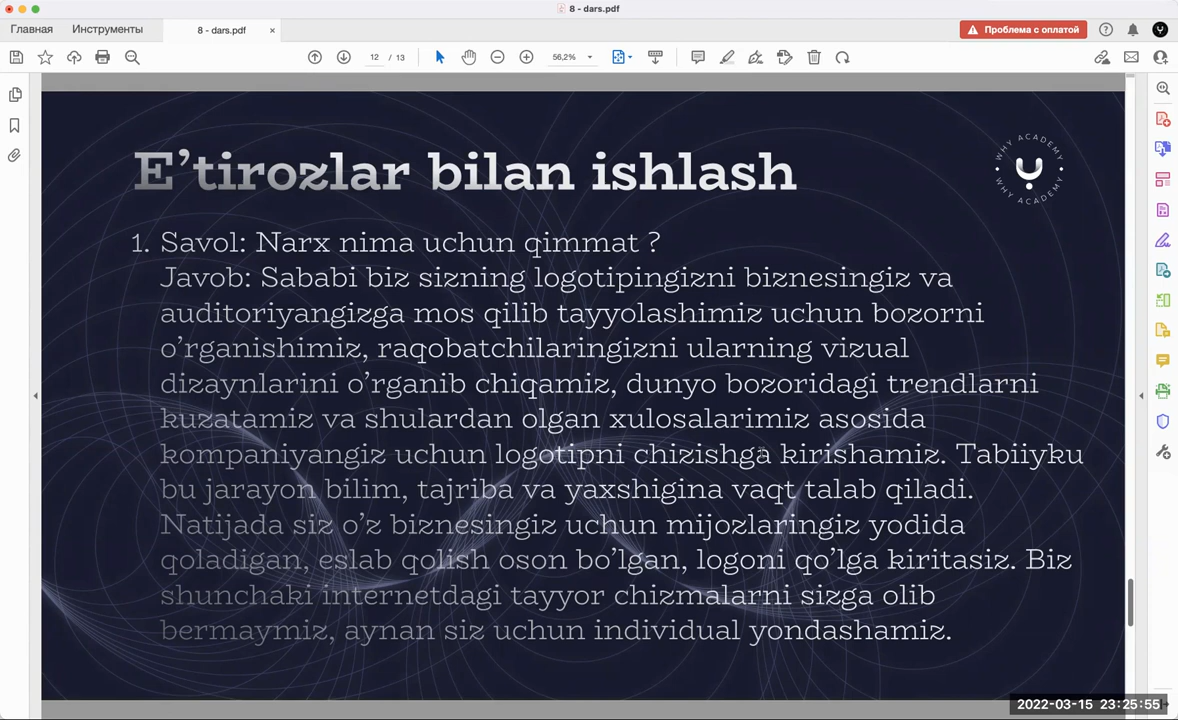 8 - dars.pdf
Главная Инструменты 8 - dars.pdf × Проблема с оплатой
12 / 13 56,2%
E’tirozlar bilan ishlash
WHY ACADEMY
WHY ACADEMY
1. Savol: Narx nima uchun qimmat ?
Javob: Sababi biz sizning logotipingizni biznesingiz va
auditoriyangizga mos qilib tayyolashimiz uchun bozorni
o’rganishimiz, raqobatchilaringizni ularning vizual
dizaynlarini o’rganib chiqamiz, dunyo bozoridagi trendlarni
kuzatamiz va shulardan olgan xulosalarimiz asosida
kompaniyangiz uchun logotipni chizishga kirishamiz. Tabiiyku
bu jarayon bilim, tajriba va yaxshigina vaqt talab qiladi.
Natijada siz o’z biznesingiz uchun mijozlaringiz yodida
qoladigan, eslab qolish oson bo’lgan, logoni qo’lga kiritasiz. Biz
shunchaki internetdagi tayyor chizmalarni sizga olib
bermaymiz, aynan siz uchun individual yondashamiz.
2022-03-15 23:25:55